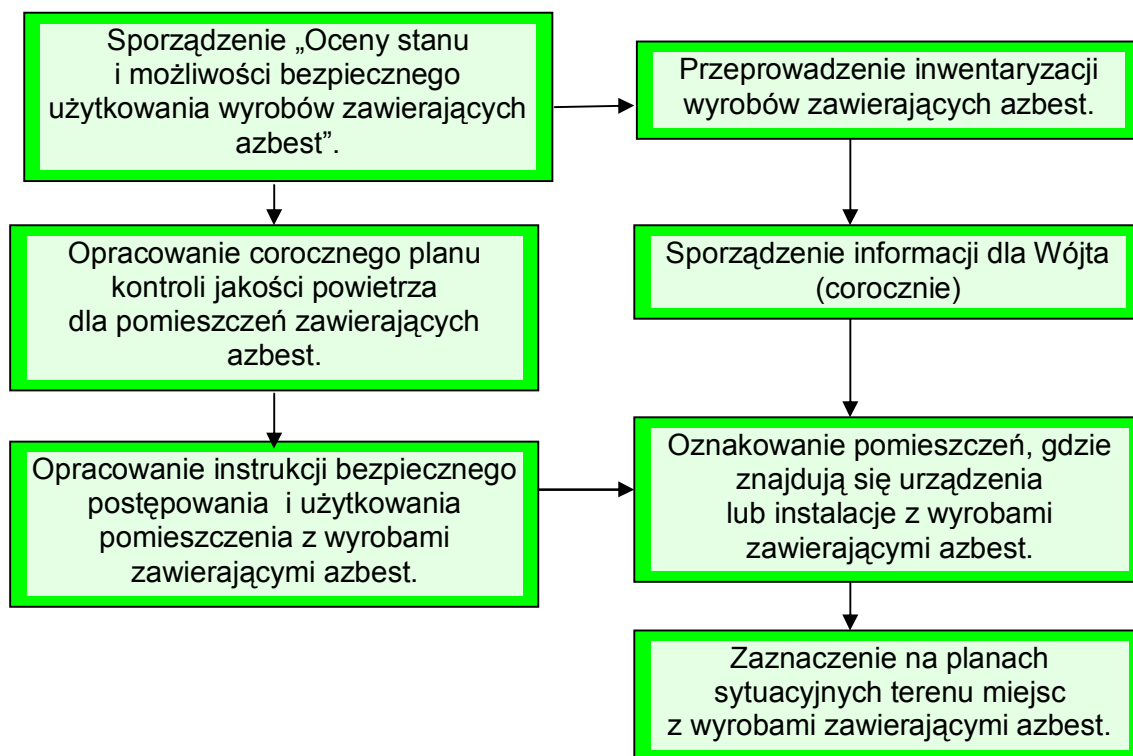 Sporządzenie „Oceny stanu
i możliwości bezpiecznego
użytkowania wyrobów zawierających
azbest”.
Przeprowadzenie inwentaryzacji
wyrobów zawierających azbest.
Opracowanie corocznego planu
kontroli jakości powietrza
dla pomieszczeń zawierających
azbest.
Sporządzenie informacji dla Wójta
(corocznie)
Opracowanie instrukcji bezpiecznego
postępowania i użytkowania
pomieszczenia z wyrobami
zawierającymi azbest.
Oznakowanie pomieszczeń, gdzie
znajdują się urządzenia
lub instalacje z wyrobami
zawierającymi azbest.
Zaznaczenie na planach
sytuacyjnych terenu miejsc
z wyrobami zawierającymi azbest.